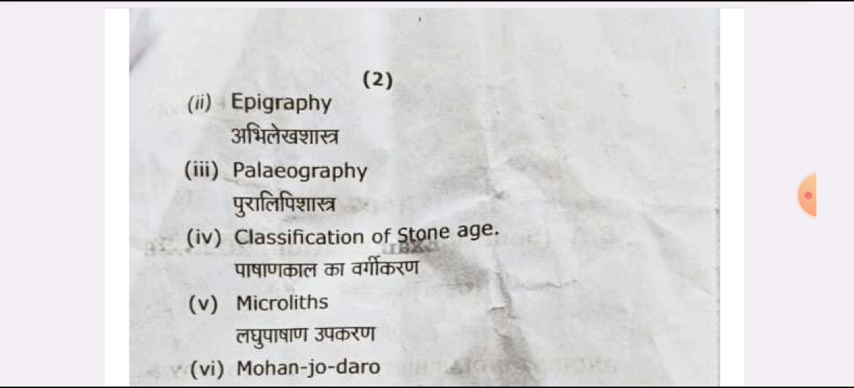 (2)
(ii) Epigraphy
अभिलेखशास्त्र
(iii) Palaeography
पुरालिपिशास्त्र
(iv) Classification of Stone age.
पाषाणकाल का वर्गीकरण
(v) Microliths
लघुपाषाण उपकरण
(vi) Mohan-jo-daro